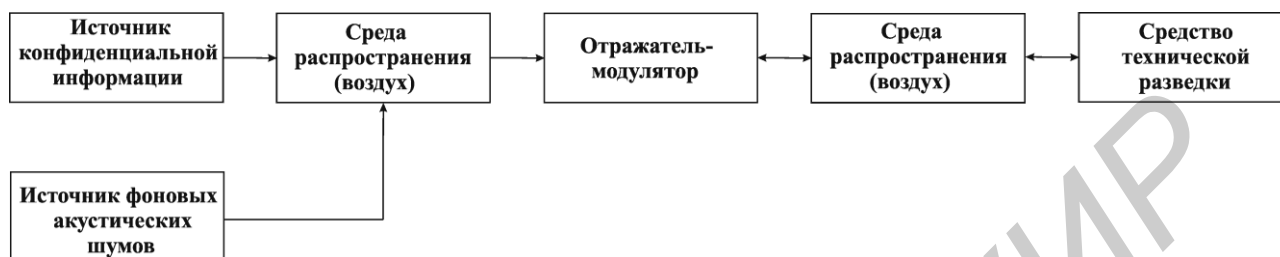 Источник
конфиденциальной
информации
Среда
распространения
(воздух)
Отражатель-
модулятор
Среда
распространения
(воздух)
Средство
технической
разведки
Источник фоновых
акустических
шумов